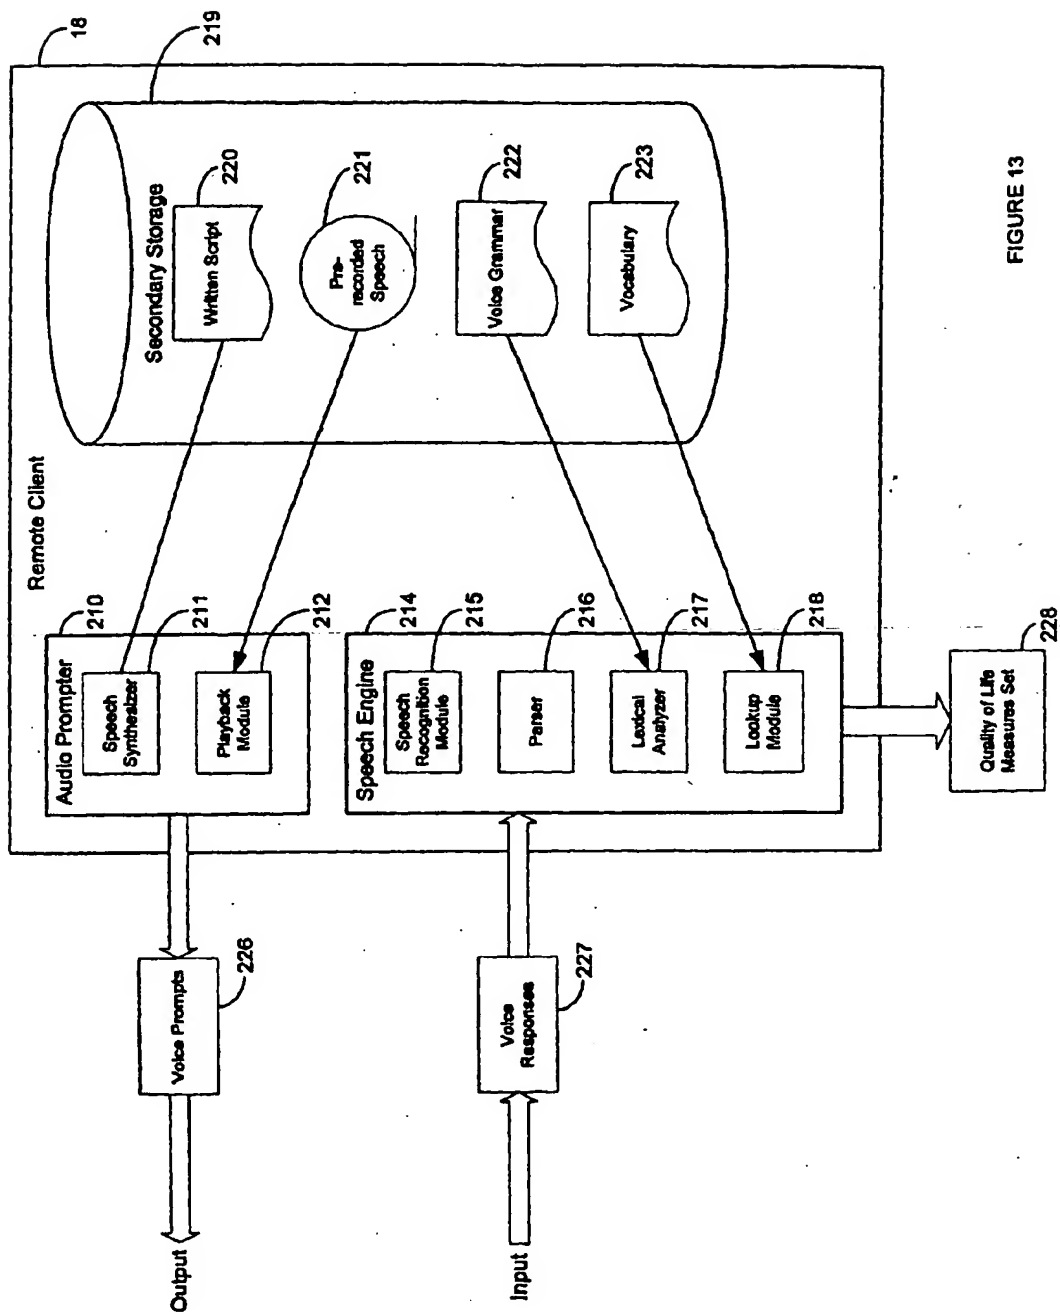 18
Remote Client
219
Secondary Storage
220
Written Script
221
Pre-
recorded
Speech
222
Voice Grammar
223
Vocabulary
210
Audio Prompter
211
Speech
Synthesizer
212
Playback
Module
214
Speech Engine
215
Speech
Recognition
Module
216
Parser
217
Lexical
Analyzer
218
Lookup
Module
226
Voice Prompts
Output
227
Voice
Responses
Input
228
Quality of Life
Measures Set
FIGURE 13